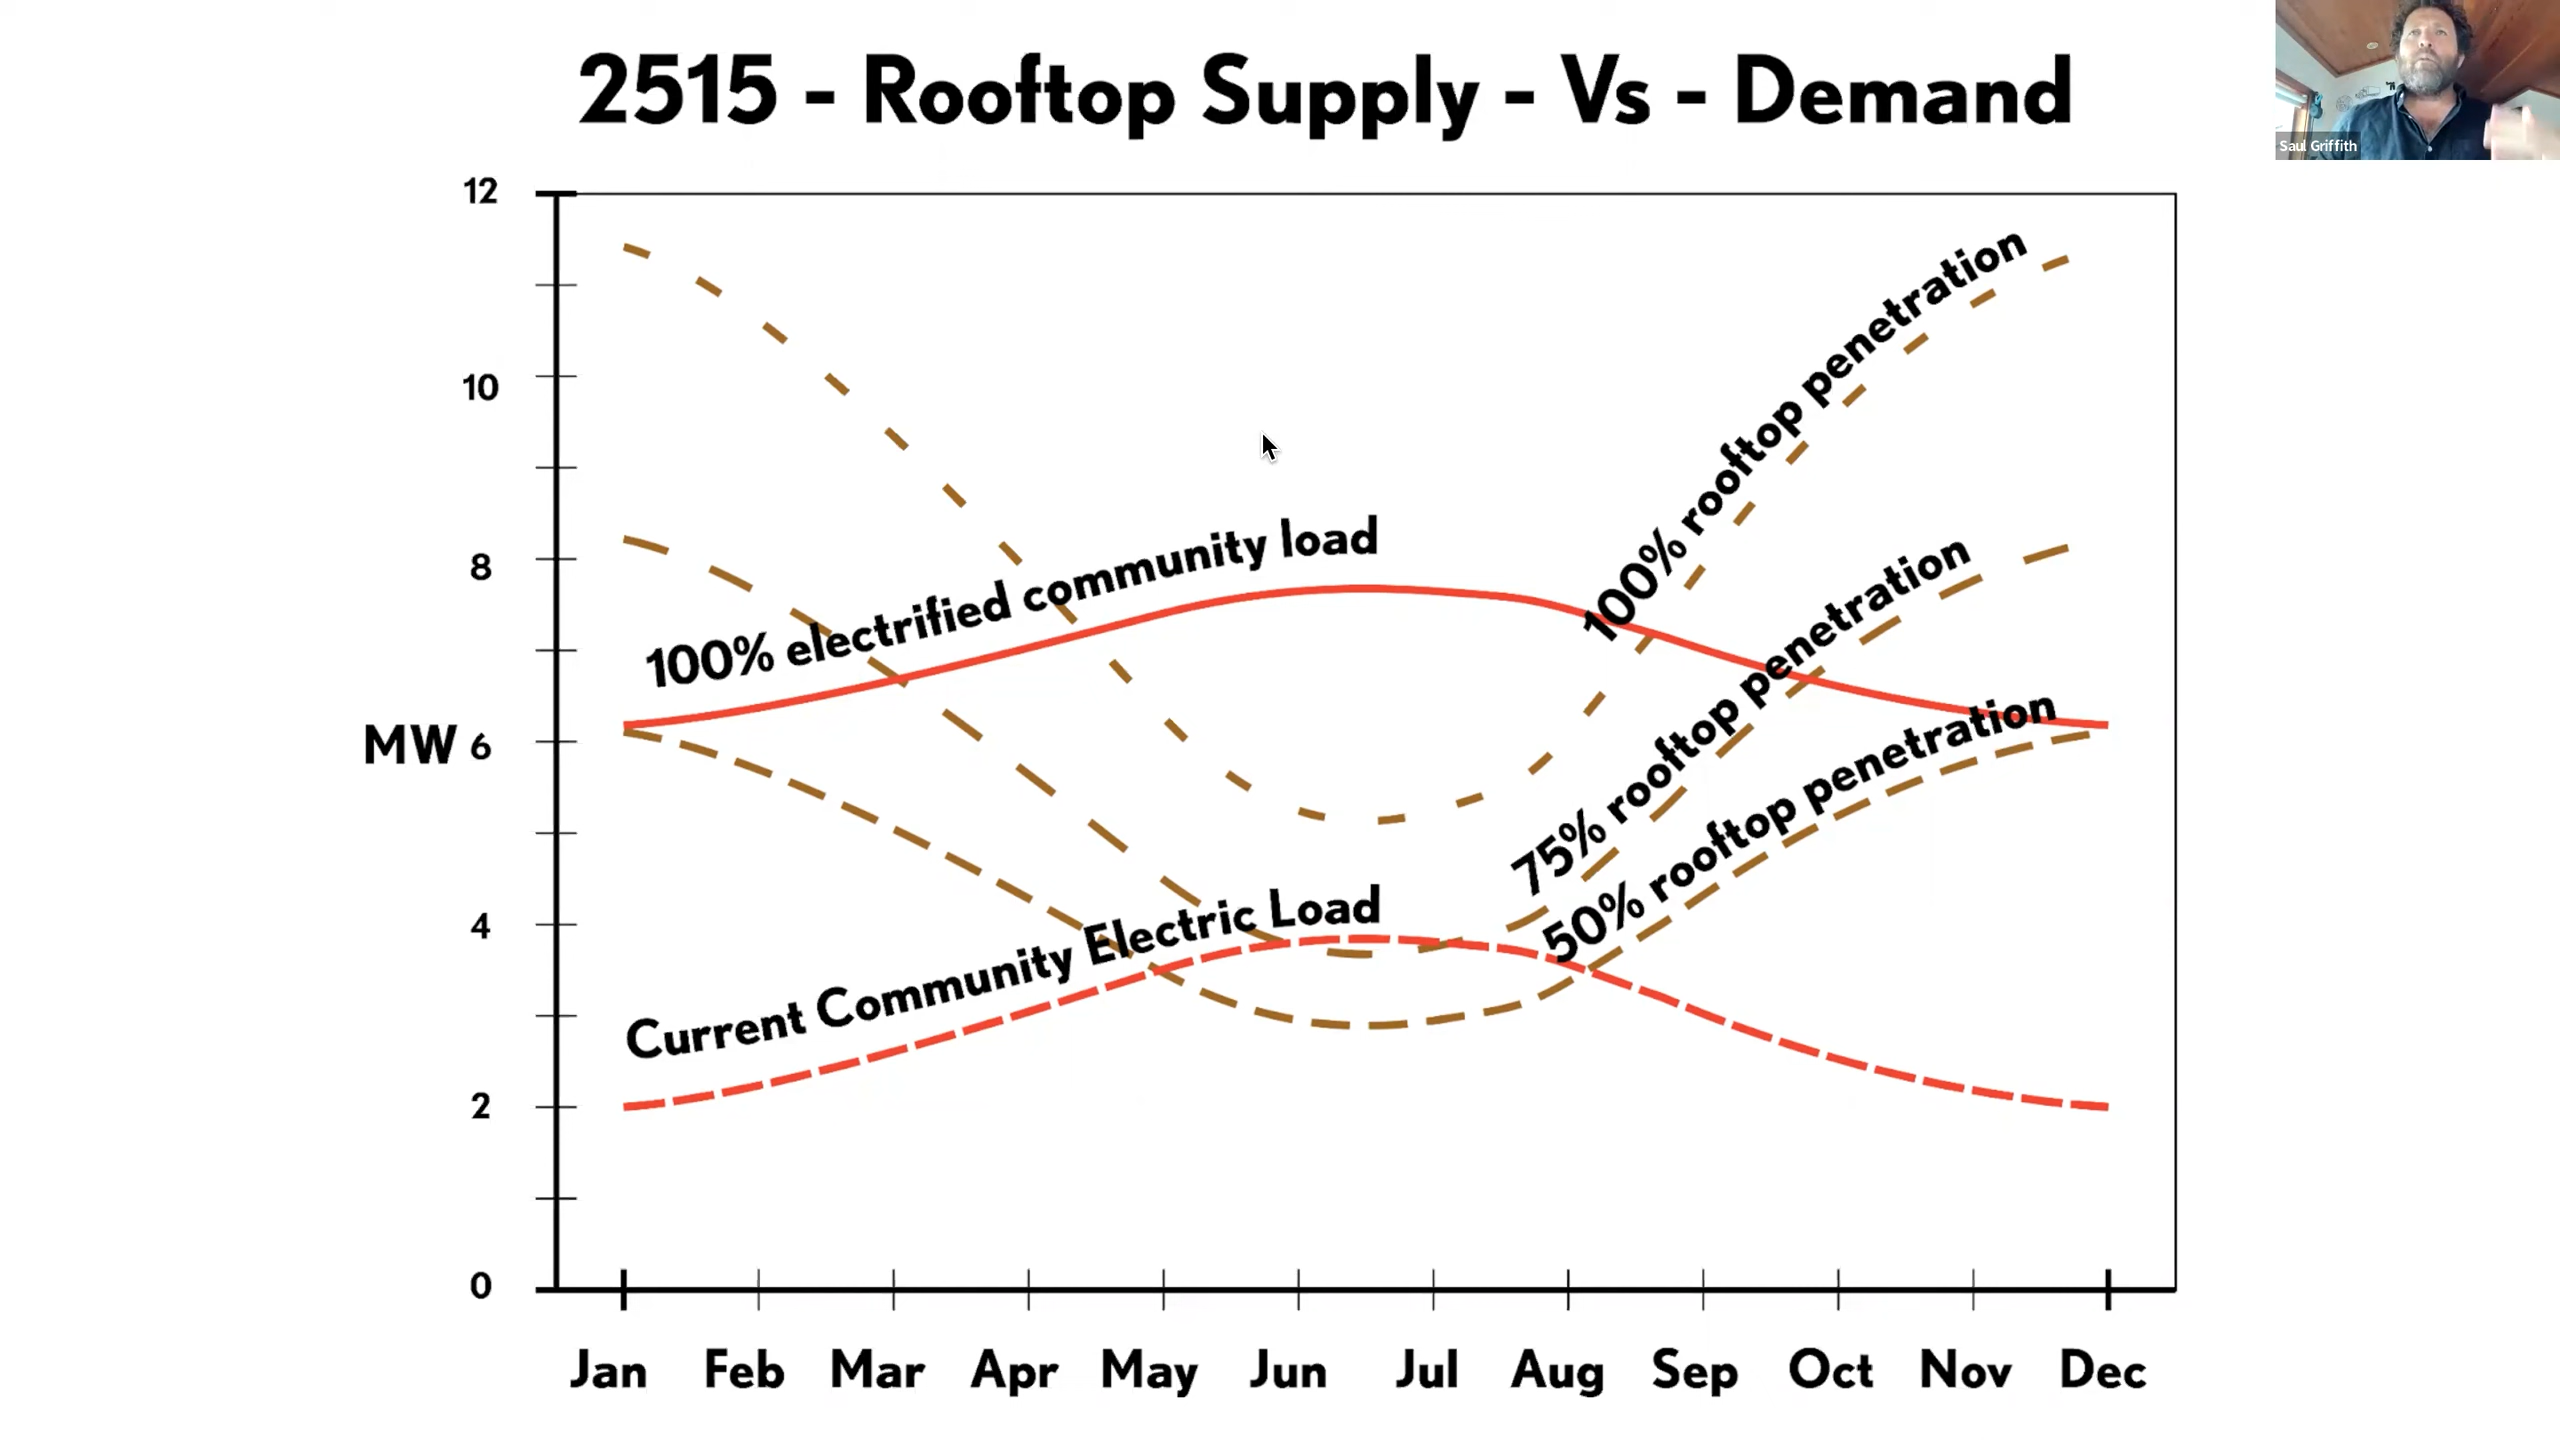 2515 - Rooftop Supply - Vs - Demand
Saul Griffith
12
10
8
MW 6
4
2
0
100% electrified community load
Current Community Electric Load
100% rooftop penetration
75% rooftop penetration
50% rooftop penetration
Jan Feb Mar Apr May Jun Jul Aug Sep Oct Nov Dec